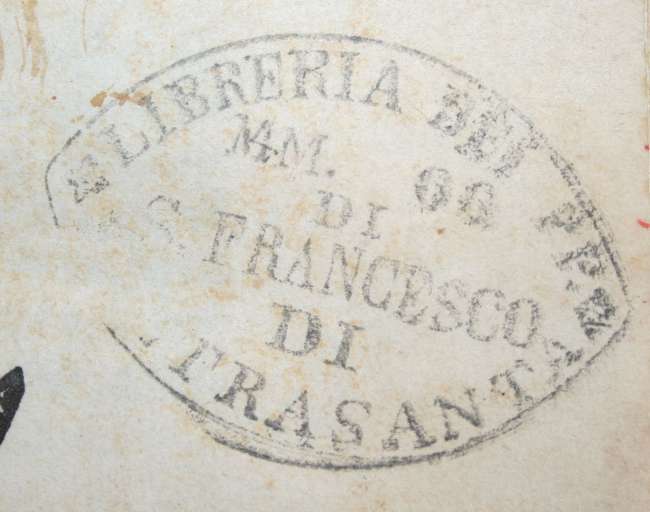 LIBRERIA DEI PP.
MM. OO.
DI
S. FRANCESCO
DI
TRASANTA